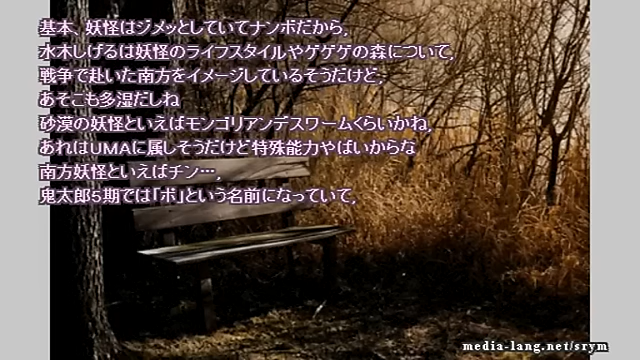 基本、妖怪はジメッとしていてナンボだから,
水木しげるは妖怪のライフスタイルやゲゲゲの森について,
戦争で赴いた南方をイメージしているそうだけど,
あそこも多湿だしね
砂漠の妖怪といえばモンゴリアンデスワームくらいかね,
あれはUMAに属しそうだけど特殊能力やばいからな
南方妖怪といえばチン…,
鬼太郎5期では「ポ」という名前になっていて,
media-lang.net/srym